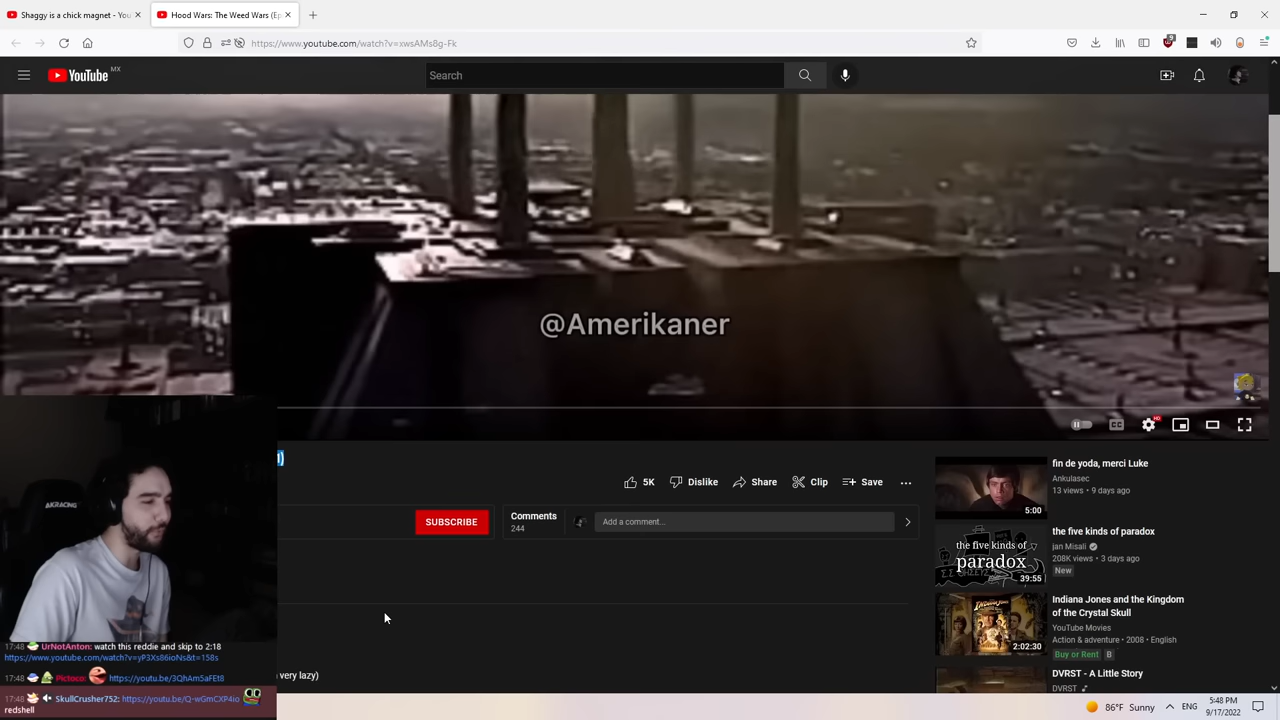 Shaggy is a chick magnet - You
Hood Wars: The Weed Wars (Ep
https://www.youtube.com/watch?v=xwsAMs8g-Fk
YouTube MX
Search
@Amerikaner
AKRACING
)
5K
Dislike
Share
Clip
Save
SUBSCRIBE
Comments
244
Add a comment...
very lazy)
fin de yoda, merci Luke
Ankulasec
13 views • 9 days ago
5:00
the five kinds of
paradox
39:55
the five kinds of paradox
jan Misali
208K views • 3 days ago
New
2:02:30
Indiana Jones and the Kingdom
of the Crystal Skull
YouTube Movies
Action & adventure • 2008 • English
Buy or Rent B
DVRST - A Little Story
DVRST
17:48 UrNotAnton: watch this reddie and skip to 2:18
https://www.youtube.com/watch?v=yP3Xs86ioNs&t=158s
17:48 Pictoco: https://youtu.be/3QhAm5aFEt8
17:48 SkullCrusher752: https://youtu.be/Q-wGmCXP4io
redshell
86°F Sunny
ENG
5:48 PM
9/17/2022